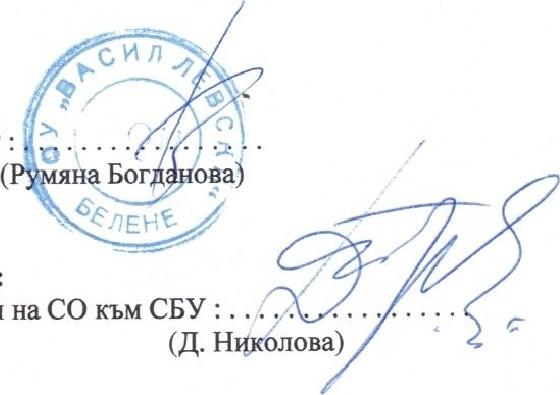 ОУ „ВАСИЛ ЛЕВСКИ“
БЕЛЕНЕ
: . . . . . . . . . . . . . . . . . .
(Румяна Богданова)
:
на СО към СБУ : . . . . . . . . . . . . . . . . . .
(Д. Николова)